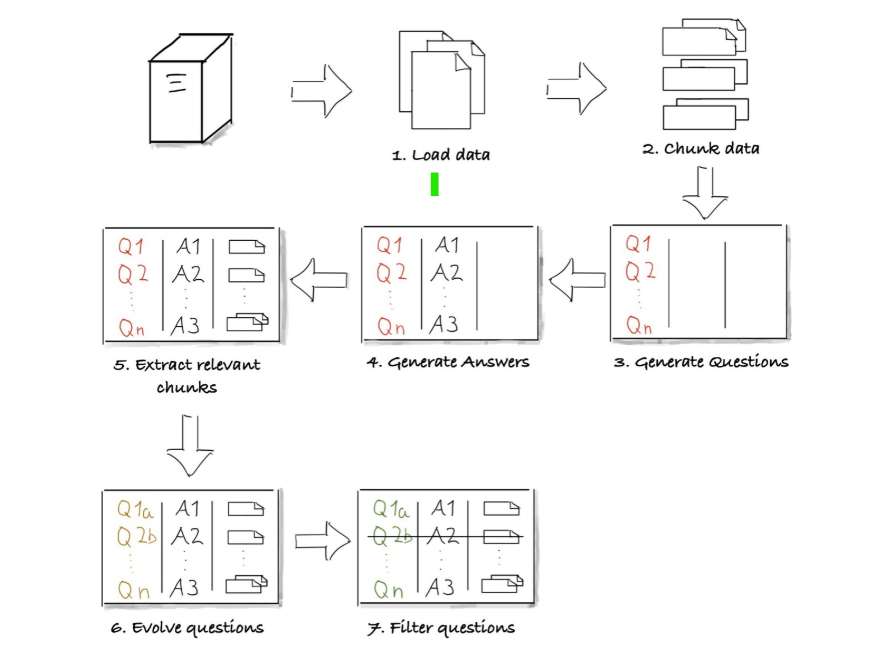 1. Load data
2. Chunk data
Q1 A1
Q2 A2
Qn A3
5. Extract relevant
chunks
Q1 A1
Q2 A2
Qn A3
4. Generate Answers
Q1
Q2
Qn
3. Generate Questions
Q1a A1
Q2b A2
Qn A3
6. Evolve questions
Q1a A1
Q2b A2
Qn A3
7. Filter questions